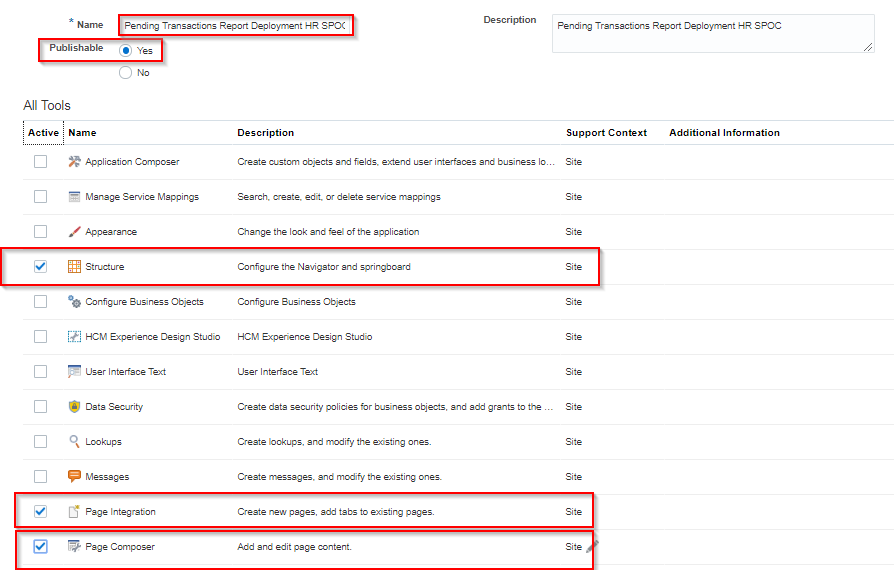 * Name Pending Transactions Report Deployment HR SPOC
Description Pending Transactions Report Deployment HR SPOC
Publishable Yes
No
All Tools
Active Name Description Support Context Additional Information
Application Composer Create custom objects and fields, extend user interfaces and business lo... Site
Manage Service Mappings Search, create, edit, or delete service mappings Site
Appearance Change the look and feel of the application Site
Structure Configure the Navigator and springboard Site
Configure Business Objects Configure Business Objects Site
HCM Experience Design Studio HCM Experience Design Studio Site
User Interface Text User Interface Text Site
Data Security Create data security policies for business objects, and add grants to the ... Site
Lookups Create lookups, and modify the existing ones. Site
Messages Create messages, and modify the existing ones. Site
Page Integration Create new pages, add tabs to existing pages. Site
Page Composer Add and edit page content. Site